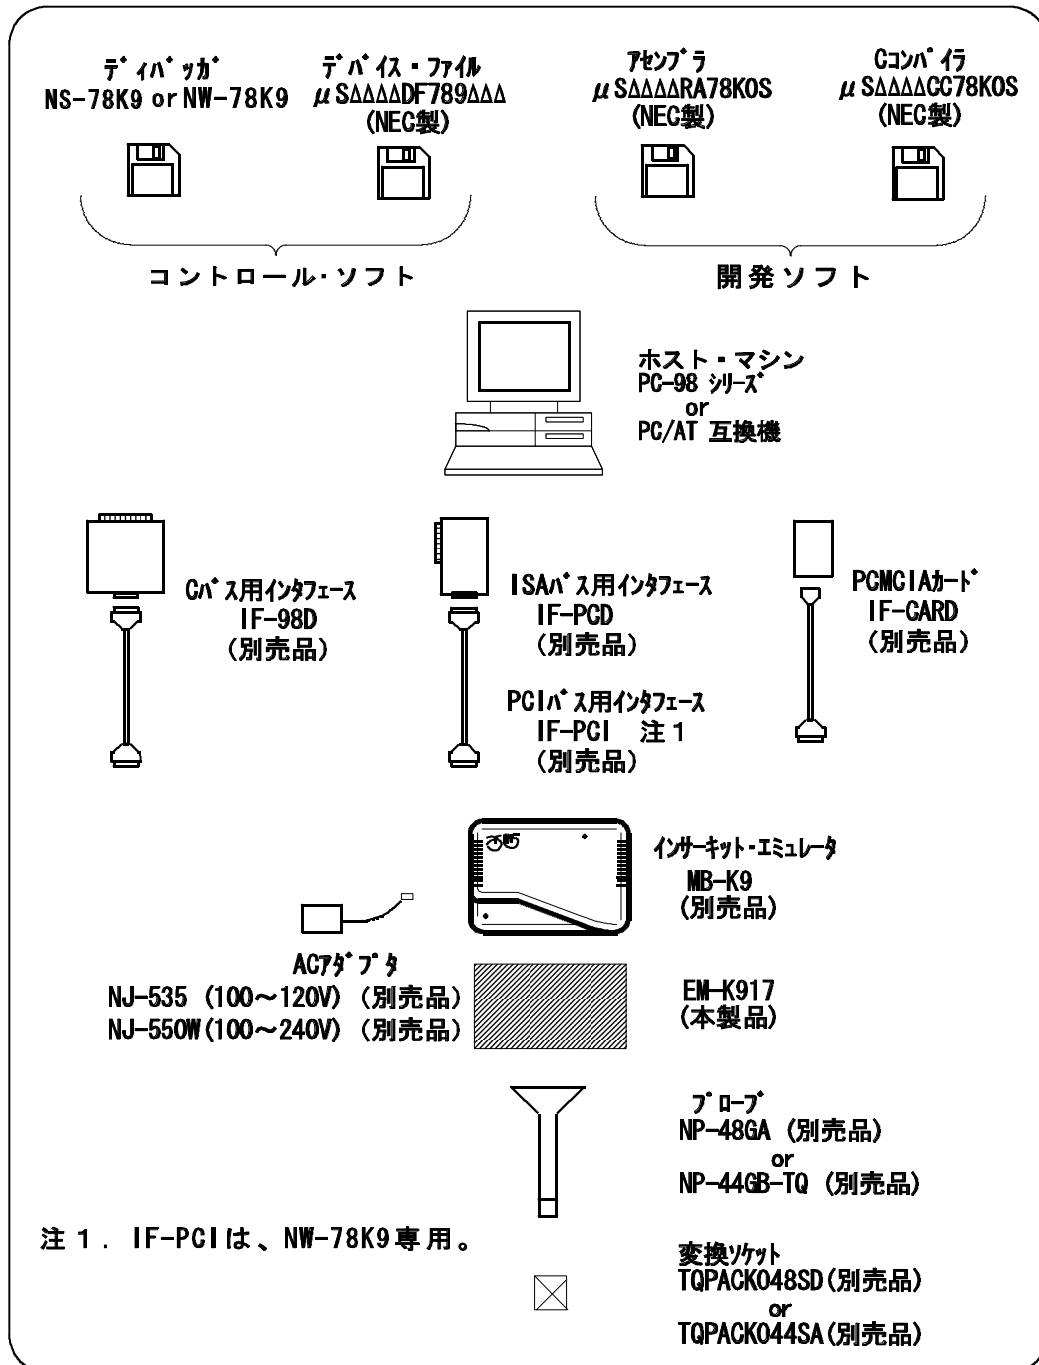 ﾃﾞｨﾊﾞｯｶﾞ
NS-78K9 or NW-78K9
ﾃﾞﾊﾞｲｽ・ﾌｧｲﾙ
μS△△△△DF789△△△
(NEC製)
ｱｾﾝﾌﾞﾗ
μS△△△△RA78K0S
(NEC製)
Cｺﾝﾊﾟｲﾗ
μS△△△△CC78K0S
(NEC製)
コントロール・ソフト
開発ソフト
ホスト・マシン
PC-98 ｼﾘｰｽﾞ
or
PC/AT 互換機
Cﾊﾞｽ用ｲﾝﾀﾌｪｰｽ
IF-98D
(別売品)
ISAﾊﾞｽ用ｲﾝﾀﾌｪｰｽ
IF-PCD
(別売品)
PCIﾊﾞｽ用ｲﾝﾀﾌｪｰｽ
IF-PCI 注1
(別売品)
PCMCIAｶｰﾄﾞ
IF-CARD
(別売品)
ｲﾝｻｰｷｯﾄ・ｴﾐｭﾚｰﾀ
MB-K9
(別売品)
ACｱﾀﾞﾌﾟﾀ
NJ-535 (100～120V) (別売品)
NJ-550W(100～240V) (別売品)
EM-K917
(本製品)
ﾌﾟﾛｰﾌﾞ
NP-48GA (別売品)
or
NP-44GB-TQ (別売品)
注1. IF-PCIは、NW-78K9専用。
変換ｿｹｯﾄ
TQPACK048SD(別売品)
or
TQPACK044SA(別売品)